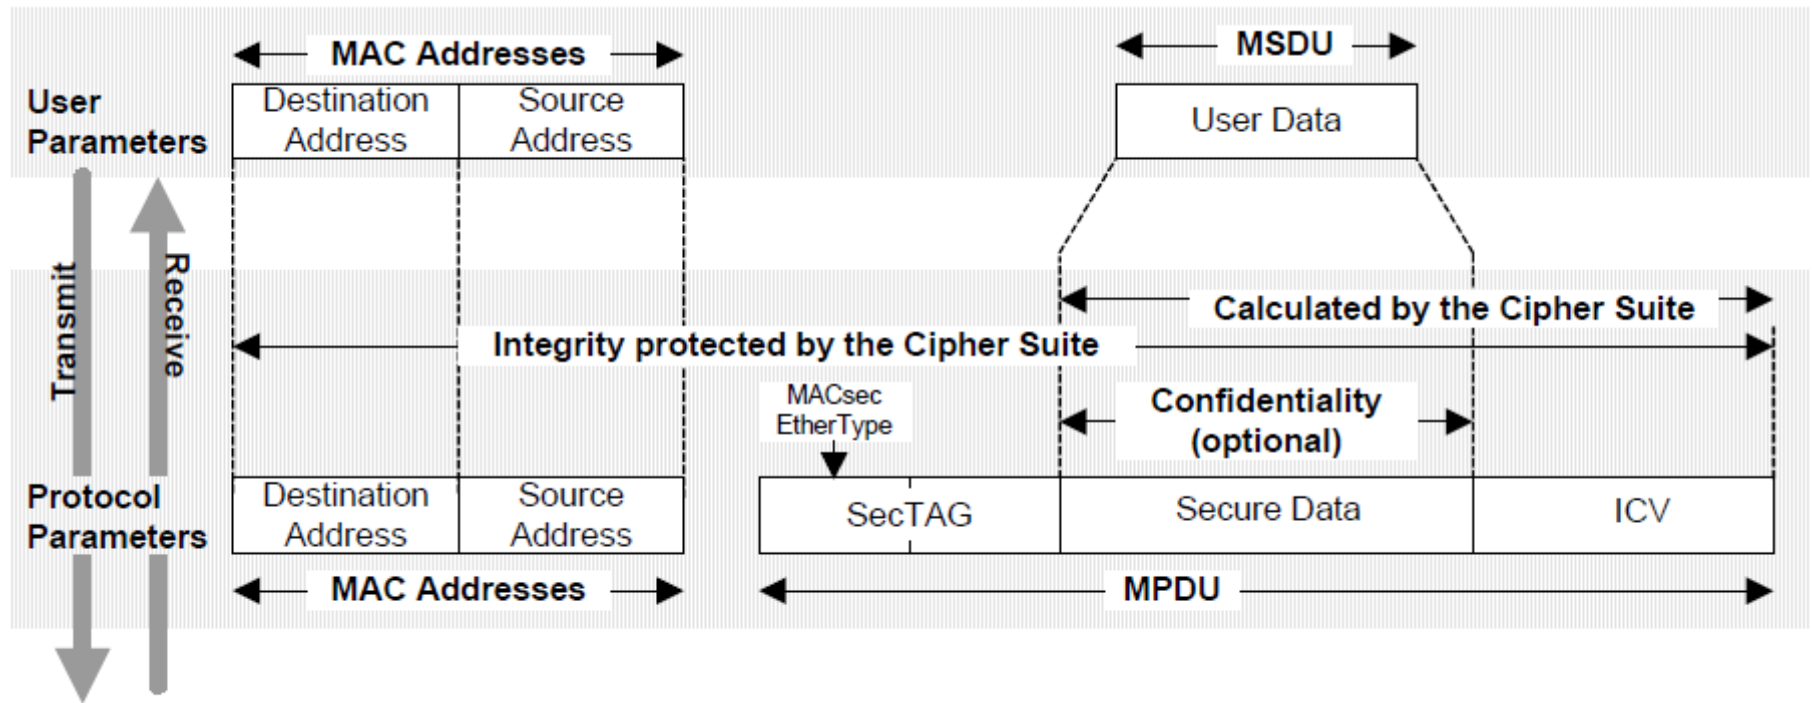 MAC Addresses
MSDU
User
Parameters
Destination
Address
Source
Address
User Data
Transmit
Receive
Calculated by the Cipher Suite
Integrity protected by the Cipher Suite
MACsec
EtherType
Confidentiality
(optional)
Protocol
Parameters
Destination
Address
Source
Address
SecTAG
Secure Data
ICV
MAC Addresses
MPDU